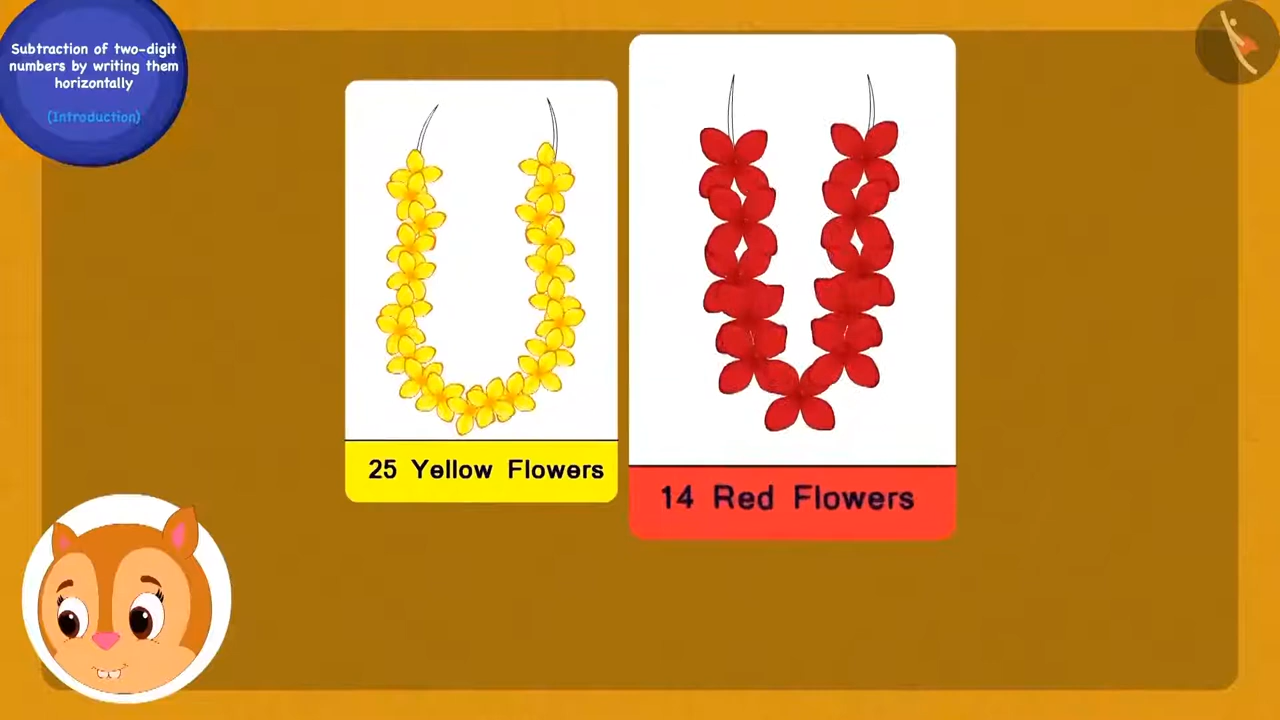 Subtraction of two-digit
numbers by writing them
horizontally
(Introduction)
25 Yellow Flowers
14 Red Flowers